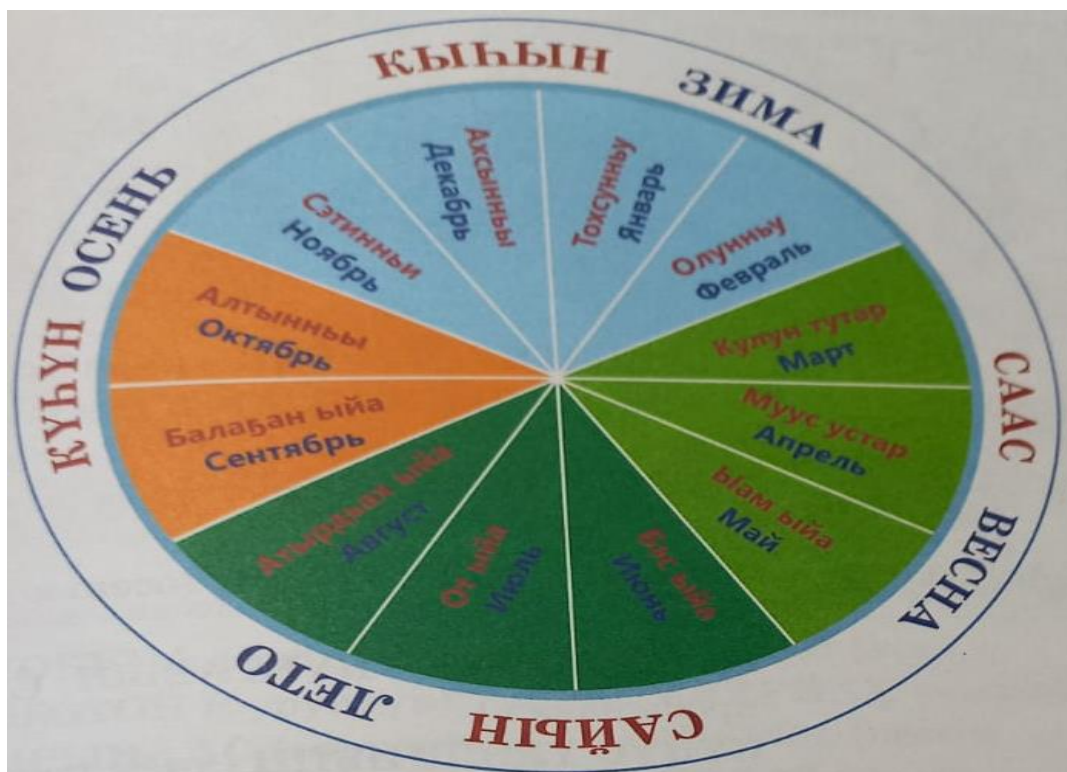 КЫҺЫН
ЗИМА
СААС
ВЕСНА
САЙЫН
ЛЕТО
КҮҺҮН
ОСЕНЬ
Ахсынньы
Декабрь
Тохсунньу
Январь
Олунньу
Февраль
Кулун тутар
Март
Муус устар
Апрель
Ыам ыйа
Май
Бэс ыйа
Июнь
От ыйа
Июль
Атырдьах ыйа
Август
Балаҕан ыйа
Сентябрь
Алтынньы
Октябрь
Сэтинньи
Ноябрь